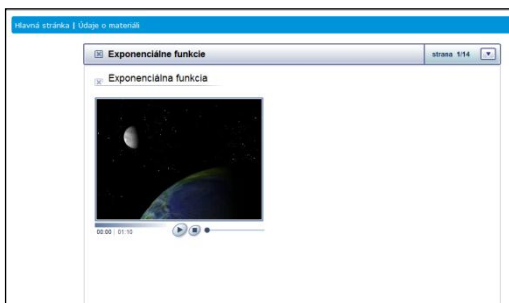 Hlavná stránka | Údaje o materiáli
Exponenciálne funkcie
strana 1/14
Exponenciálna funkcia
00:00 | 01:10